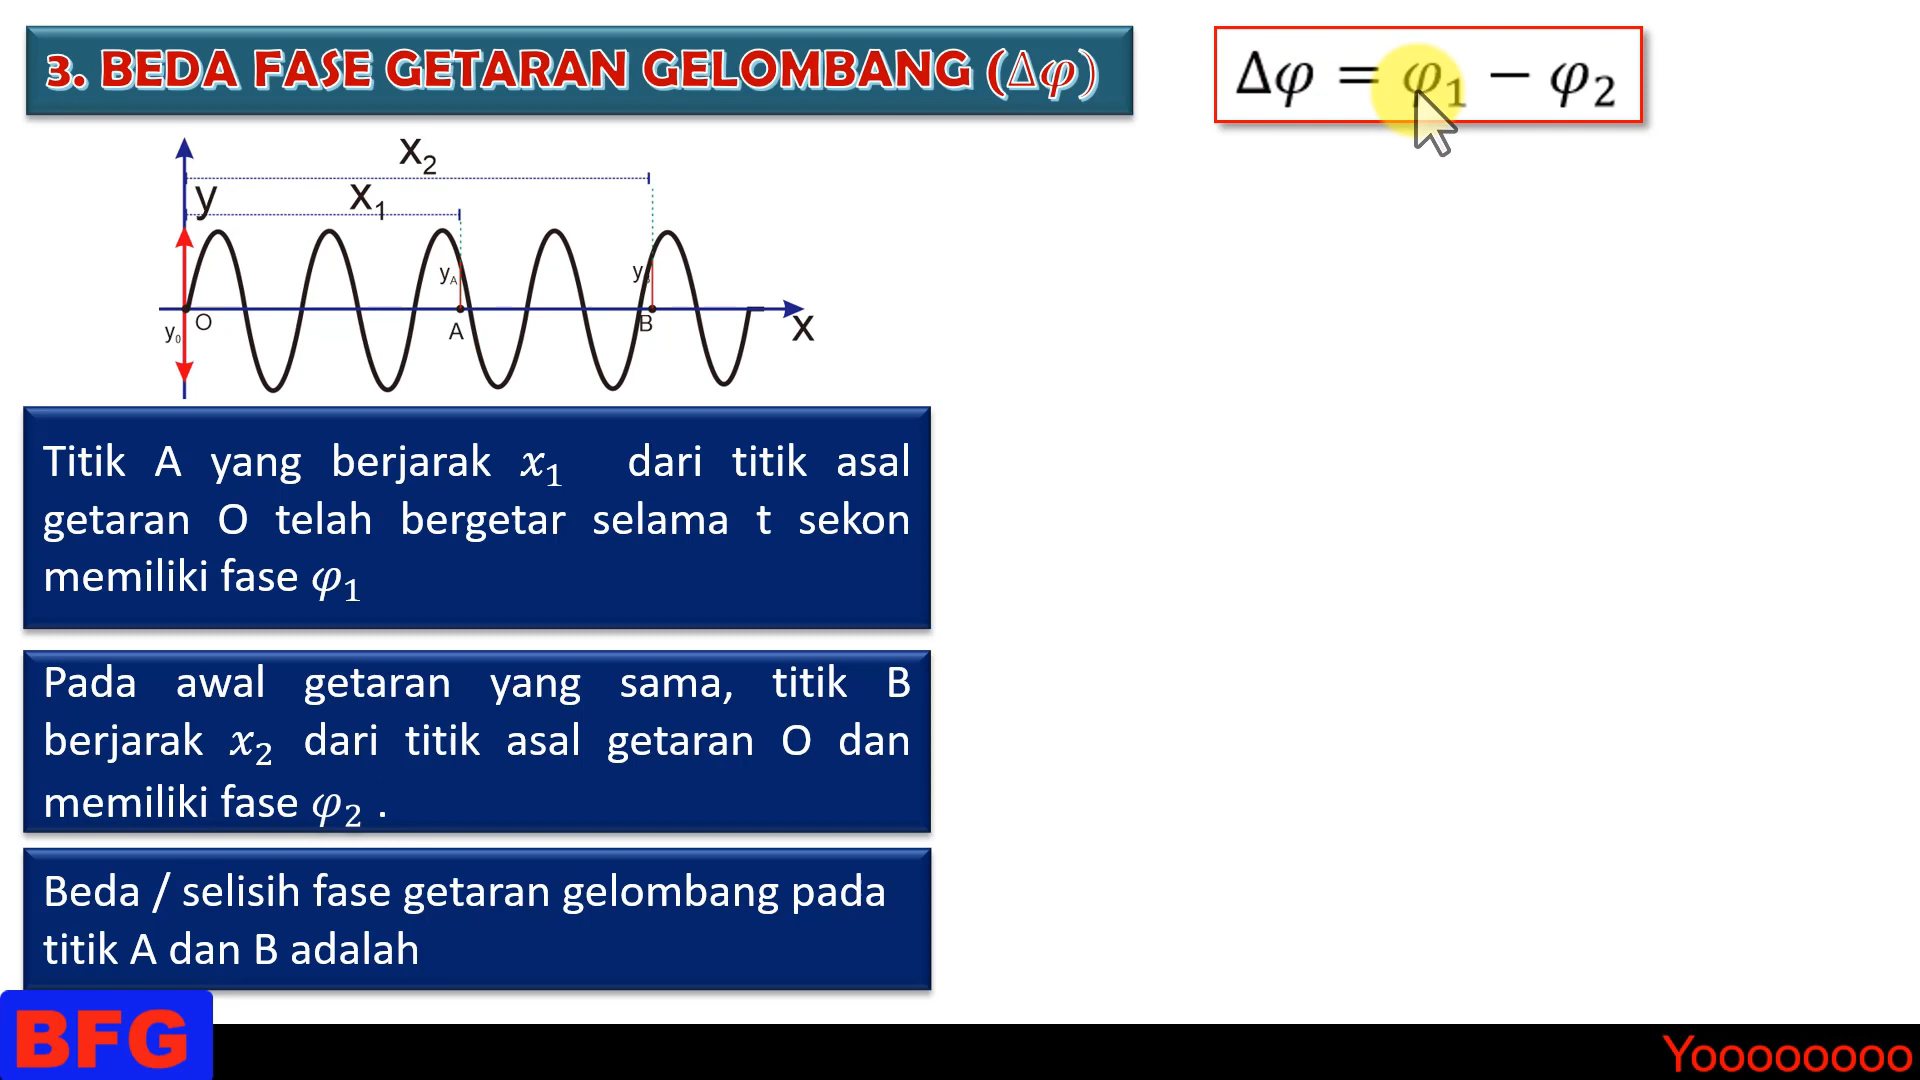 3. BEDA FASE GETARAN GELOMBANG (Δφ)
Δφ = φ₁ − φ₂
x₂
y
x₁
y_A
y
O
y₀
A
B
x
Titik A yang berjarak x₁ dari titik asal
getaran O telah bergetar selama t sekon
memiliki fase φ₁
Pada awal getaran yang sama, titik B
berjarak x₂ dari titik asal getaran O dan
memiliki fase φ₂ .
Beda / selisih fase getaran gelombang pada
titik A dan B adalah
BFG
Yoooooooo